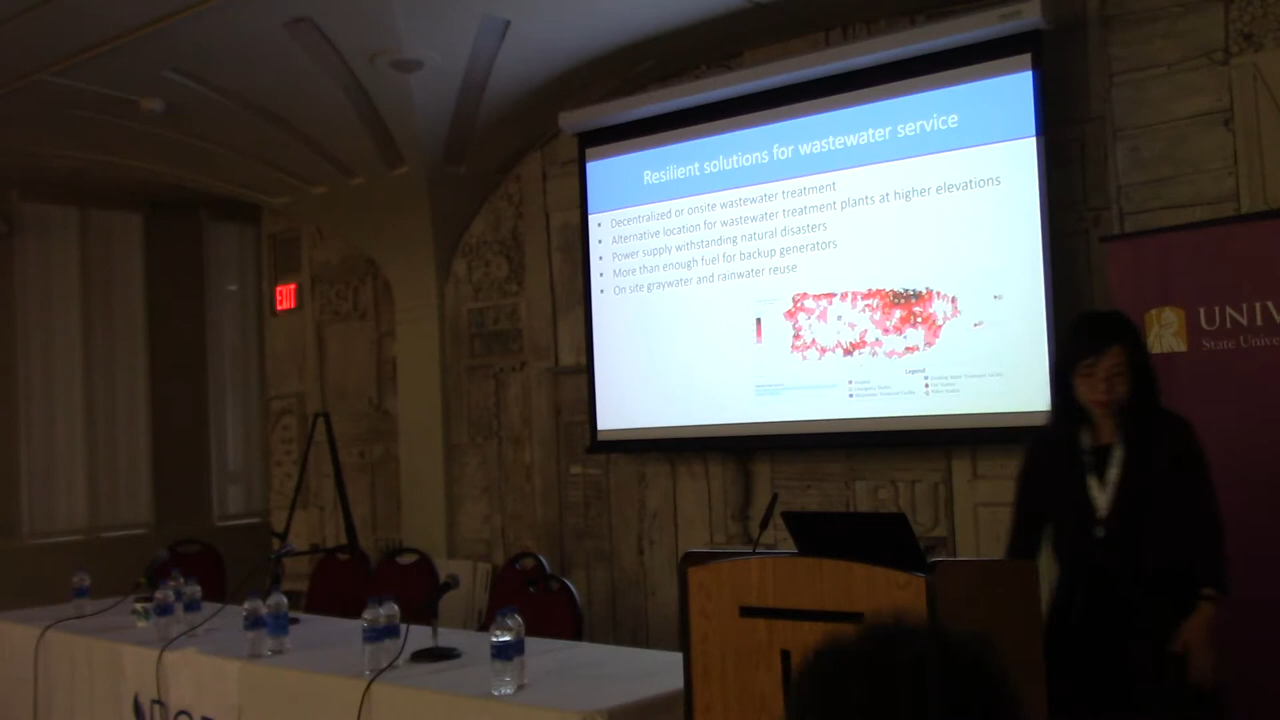 Resilient solutions for wastewater service
▪ Decentralized or onsite wastewater treatment
▪ Alternative location for wastewater treatment plants at higher elevations
▪ Power supply withstanding natural disasters
▪ More than enough fuel for backup generators
▪ On site graywater and rainwater reuse
Legend
EXIT
UNIV
State Univer